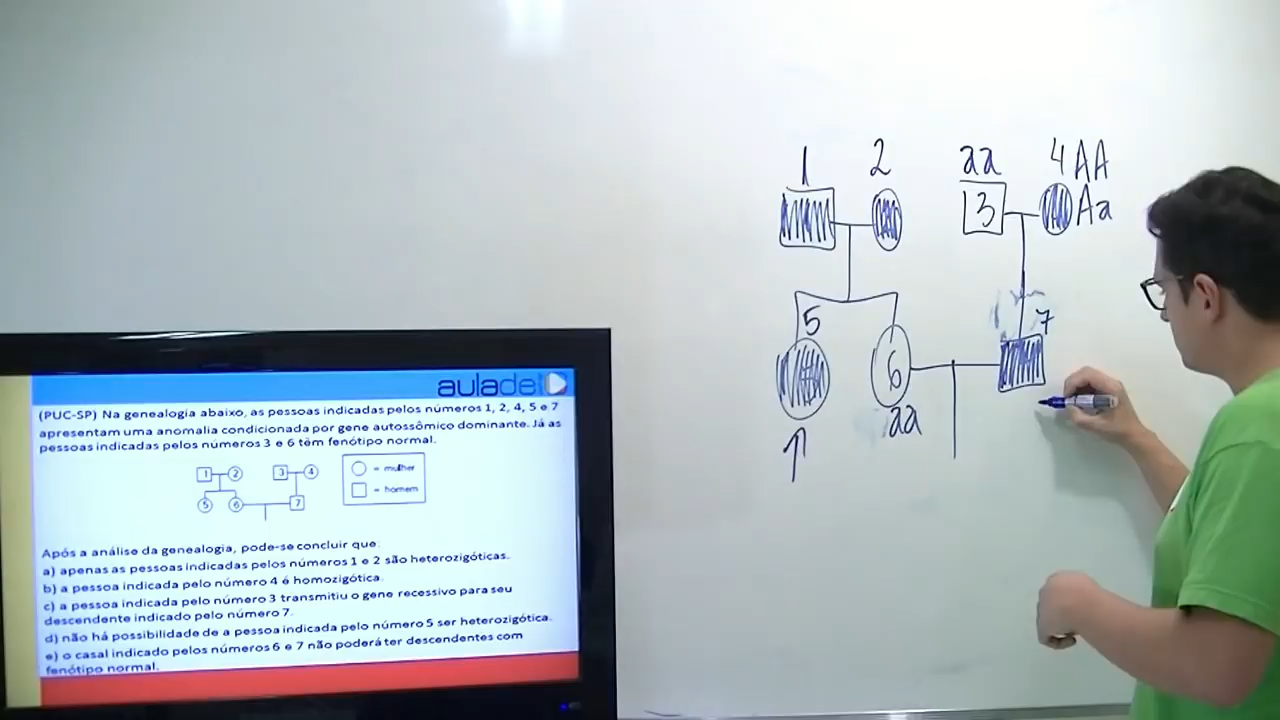 1 2 aa 4 AA
3 Aa
5 7
6
aa
auladeio
(PUC-SP) Na genealogia abaixo, as pessoas indicadas pelos números 1, 2, 4, 5 e 7
apresentam uma anomalia condicionada por gene autossômico dominante. Já as
pessoas indicadas pelos números 3 e 6 têm fenótipo normal.
1 2 3 4
5 6 7
= mulher
= homem
Após a análise da genealogia, pode-se concluir que:
a) apenas as pessoas indicadas pelos números 1 e 2 são heterozigóticas.
b) a pessoa indicada pelo número 4 é homozigótica.
c) a pessoa indicada pelo número 3 transmitiu o gene recessivo para seu
descendente indicado pelo número 7.
d) não há possibilidade de a pessoa indicada pelo número 5 ser heterozigótica.
e) o casal indicado pelos números 6 e 7 não poderá ter descendentes com
fenótipo normal.